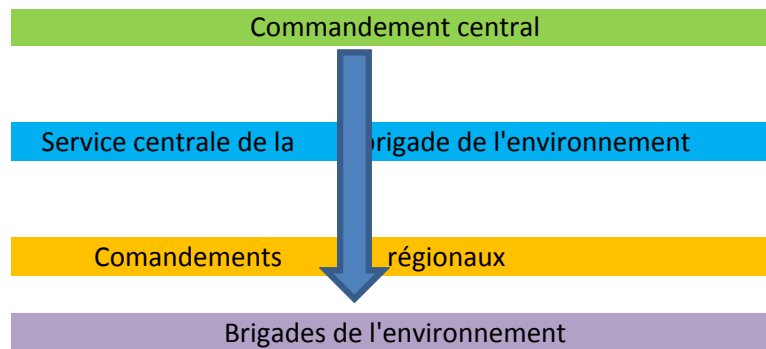 Commandement central
Service centrale de la brigade de l'environnement
Comandements régionaux
Brigades de l'environnement